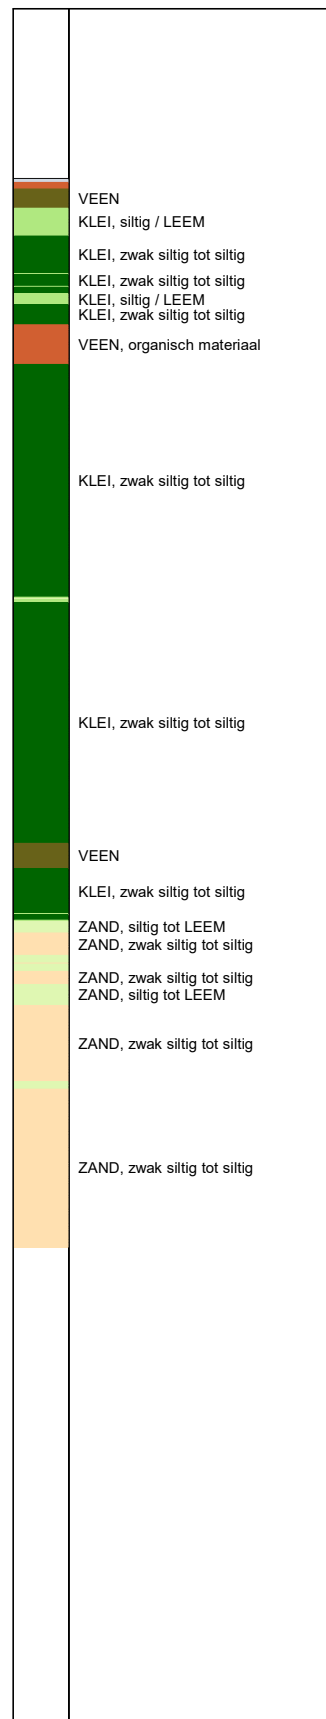 VEEN
KLEI, siltig / LEEM
KLEI, zwak siltig tot siltig
KLEI, zwak siltig tot siltig
KLEI, siltig / LEEM
KLEI, zwak siltig tot siltig
VEEN, organisch materiaal
KLEI, zwak siltig tot siltig
KLEI, zwak siltig tot siltig
VEEN
KLEI, zwak siltig tot siltig
ZAND, siltig tot LEEM
ZAND, zwak siltig tot siltig
ZAND, zwak siltig tot siltig
ZAND, siltig tot LEEM
ZAND, zwak siltig tot siltig
ZAND, zwak siltig tot siltig